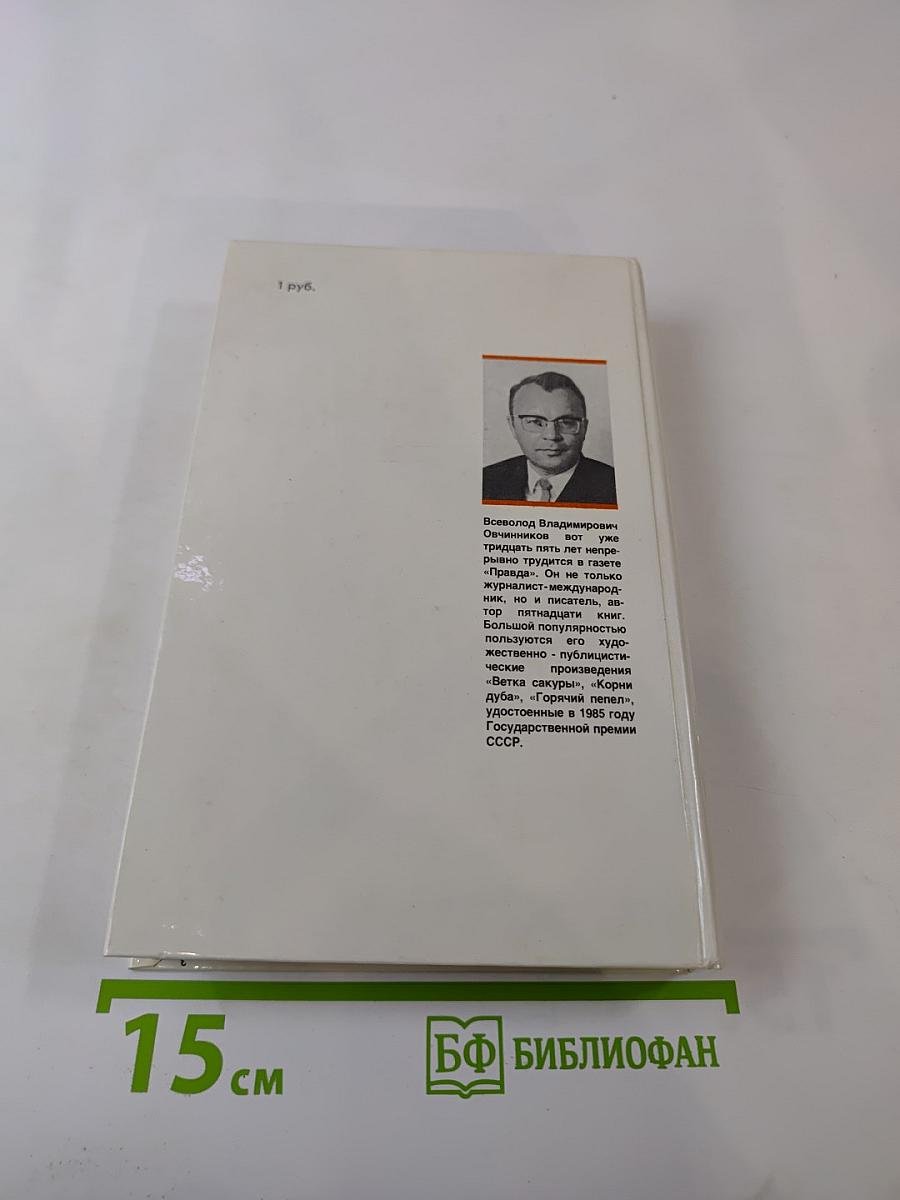 1 руб.
Всеволод Владимирович
Овчинников вот уже
тридцать пять лет непре-
рывно трудится в газете
«Правда». Он не только
журналист-международ-
ник, но и писатель, ав-
тор пятнадцати книг.
Большой популярностью
пользуются его худо-
жественно - публицисти-
ческие произведения
«Ветка сакуры», «Корни
дуба», «Горячий пепел»,
удостоенные в 1985 году
Государственной премии
СССР.
15 см
БФ БИБЛИОФАН